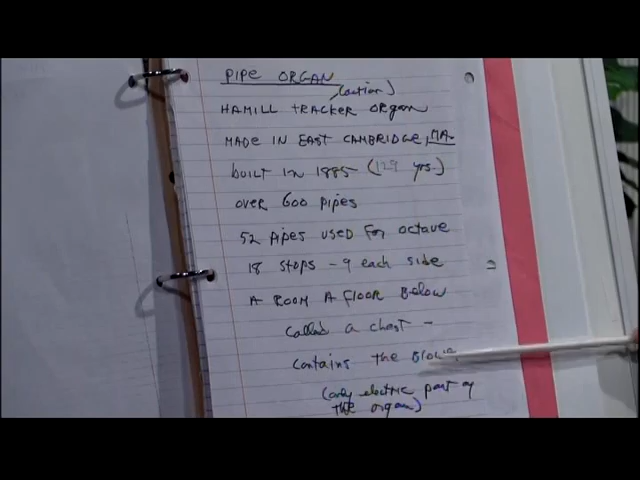 PIPE ORGAN
(action)
HAMILL TRACKER ORGAN
MADE IN EAST CAMBRIDGE, MA.
built IN 1885 (129 yrs.)
over 600 pipes
52 pipes used for octave
18 stops - 9 each side
A ROOM A FLOOR BELOW
Called a chest -
Contains the
(only electric part of
the organ)